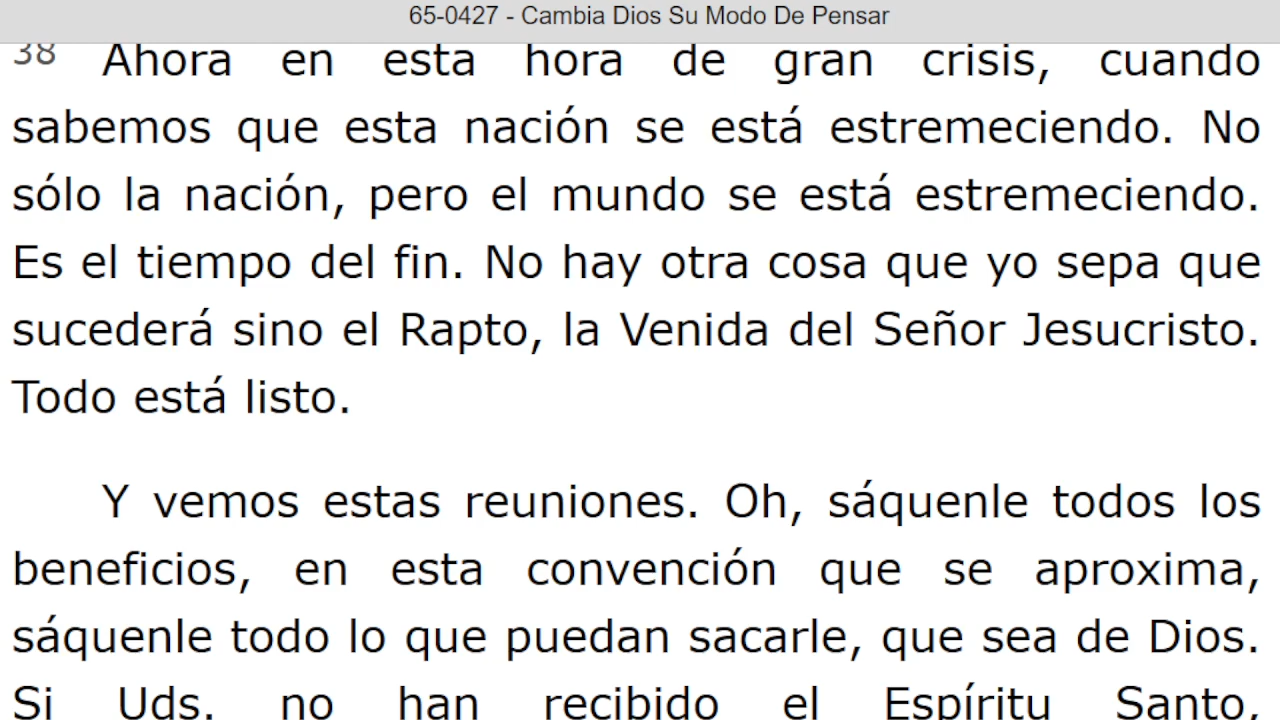 65-0427 - Cambia Dios Su Modo De Pensar
38 Ahora en esta hora de gran crisis, cuando
sabemos que esta nación se está estremeciendo. No
sólo la nación, pero el mundo se está estremeciendo.
Es el tiempo del fin. No hay otra cosa que yo sepa que
sucederá sino el Rapto, la Venida del Señor Jesucristo.
Todo está listo.
Y vemos estas reuniones. Oh, sáquenle todos los
beneficios, en esta convención que se aproxima,
sáquenle todo lo que puedan sacarle, que sea de Dios.
Si Uds. no han recibido el Espíritu Santo,